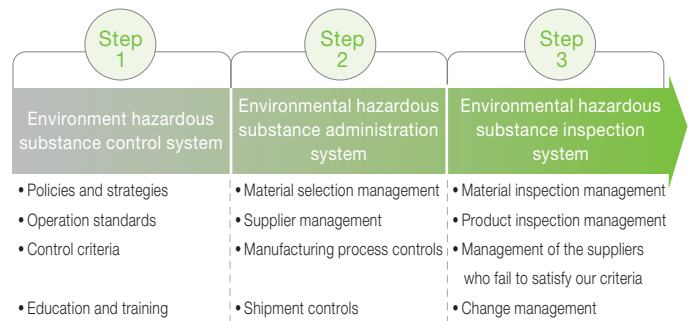 Step
1
Environment hazardous
substance control system
• Policies and strategies
• Operation standards
• Control criteria
• Education and training
Step
2
Environmental hazardous
substance administration
system
• Material selection management
• Supplier management
• Manufacturing process controls
• Shipment controls
Step
3
Environmental hazardous
substance inspection
system
• Material inspection management
• Product inspection management
• Management of the suppliers
who fail to satisfy our criteria
• Change management